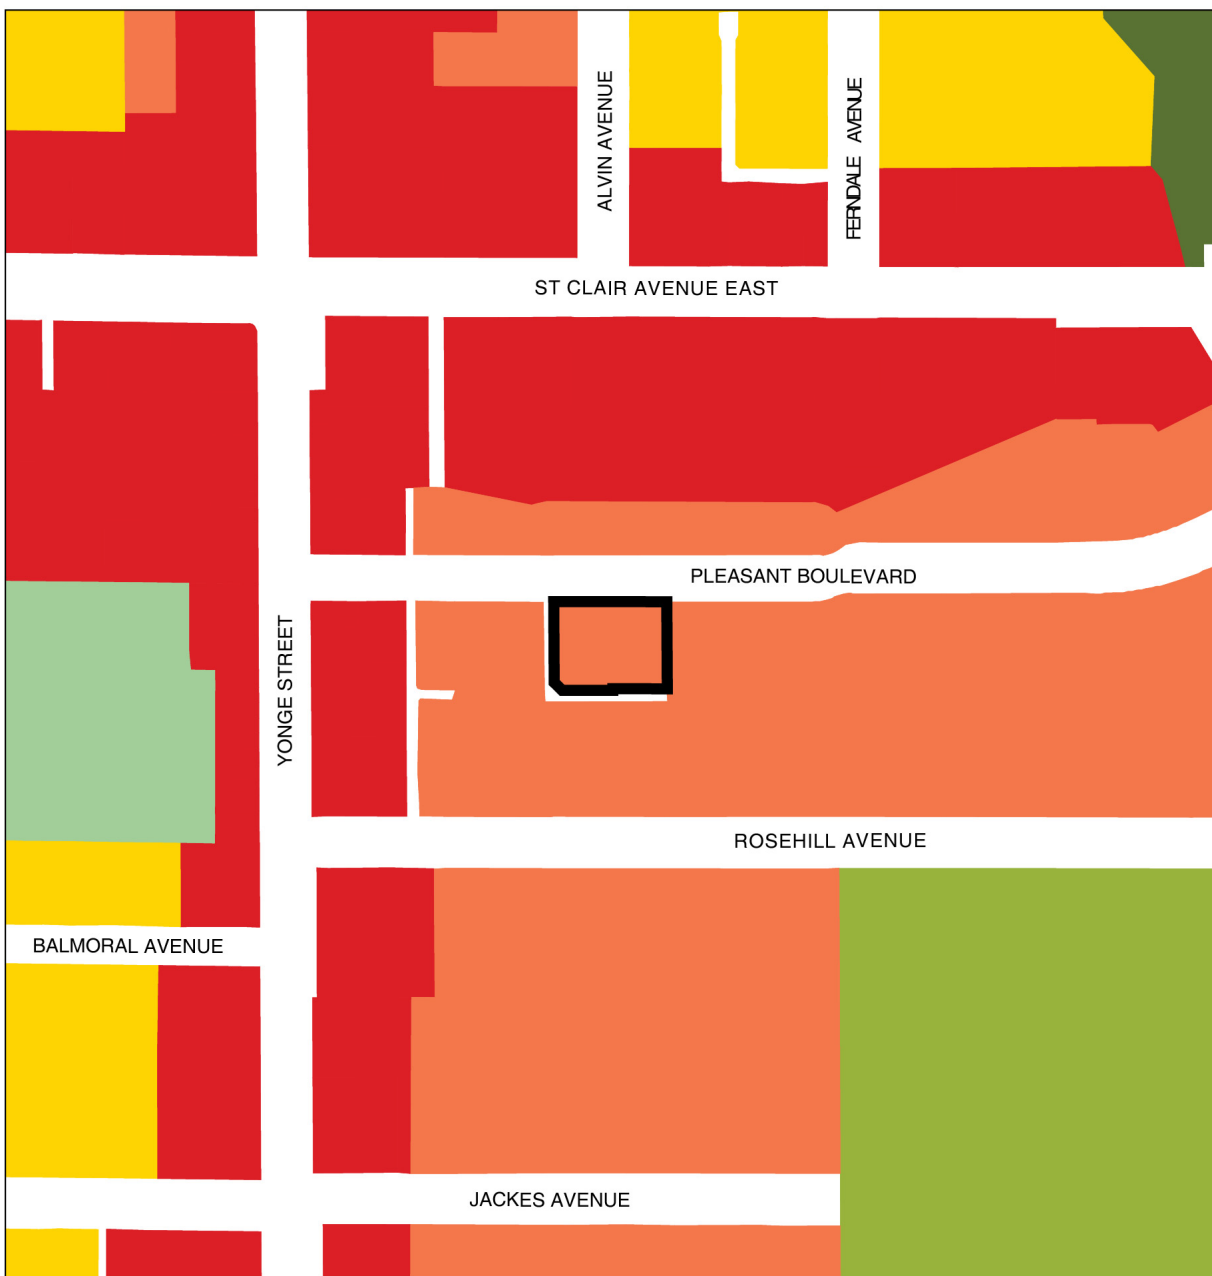 ALVIN AVENUE
FERNDALE AVENUE
ST CLAIR AVENUE EAST
PLEASANT BOULEVARD
YONGE STREET
ROSEHILL AVENUE
BALMORAL AVENUE
JACKES AVENUE